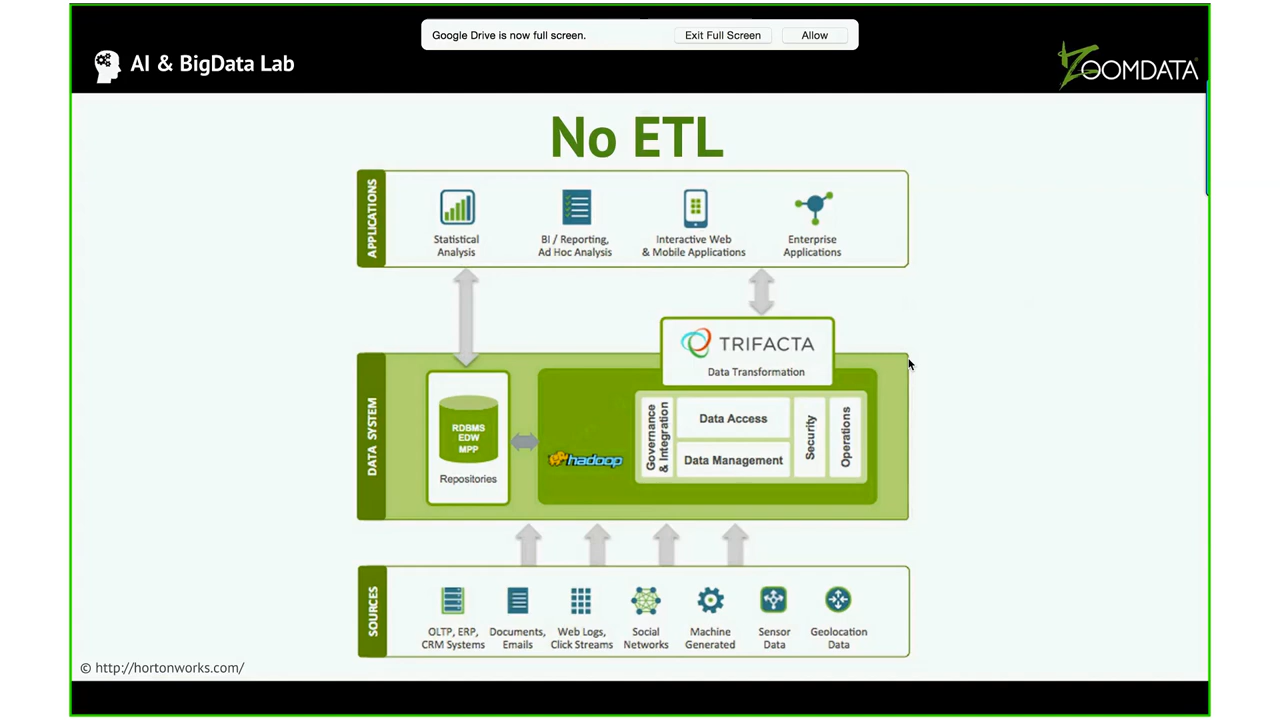 Google Drive is now full screen.
Exit Full Screen
Allow
AI & BigData Lab
ZOOMDATA
No ETL
APPLICATIONS
Statistical
Analysis
BI / Reporting,
Ad Hoc Analysis
Interactive Web
& Mobile Applications
Enterprise
Applications
TRIFACTA
Data Transformation
DATA SYSTEM
RDBMS
EDW
MPP
Repositories
hadoop
Governance
& Integration
Data Access
Data Management
Security
Operations
SOURCES
OLTP, ERP,
CRM Systems
Documents,
Emails
Web Logs,
Click Streams
Social
Networks
Machine
Generated
Sensor
Data
Geolocation
Data
© http://hortonworks.com/